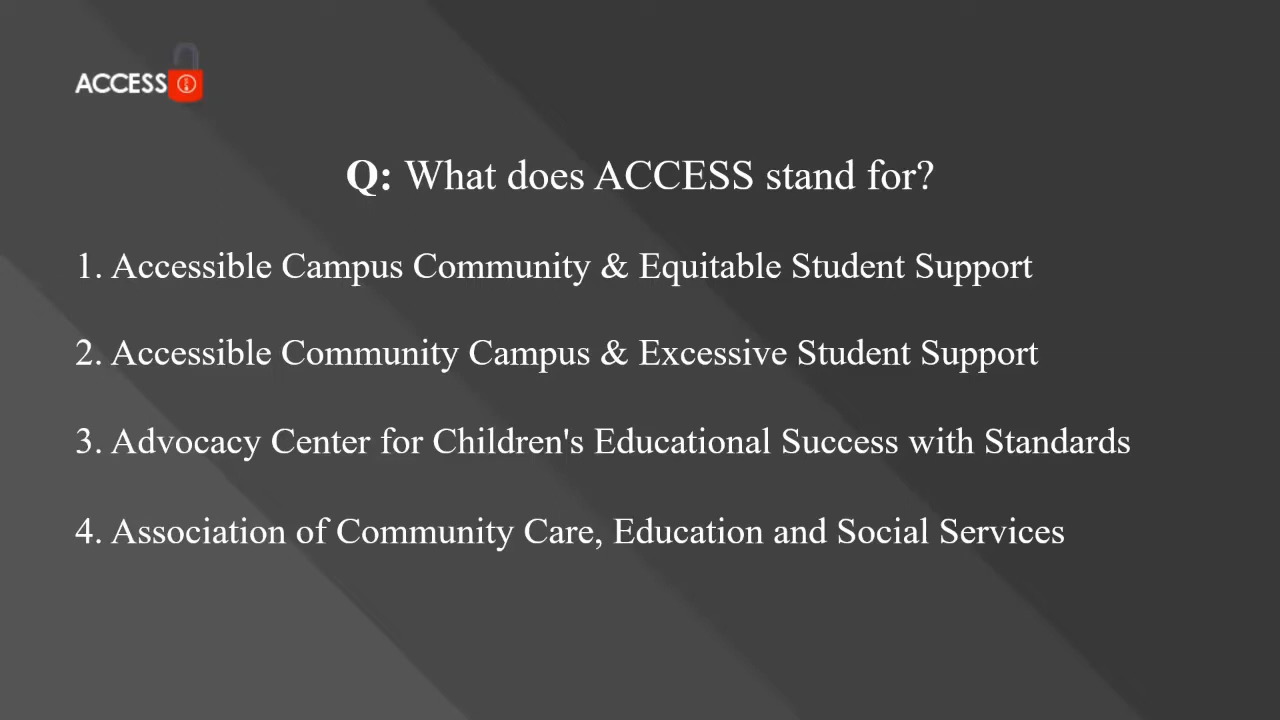 ACCESS
Q: What does ACCESS stand for?
1. Accessible Campus Community & Equitable Student Support
2. Accessible Community Campus & Excessive Student Support
3. Advocacy Center for Children's Educational Success with Standards
4. Association of Community Care, Education and Social Services